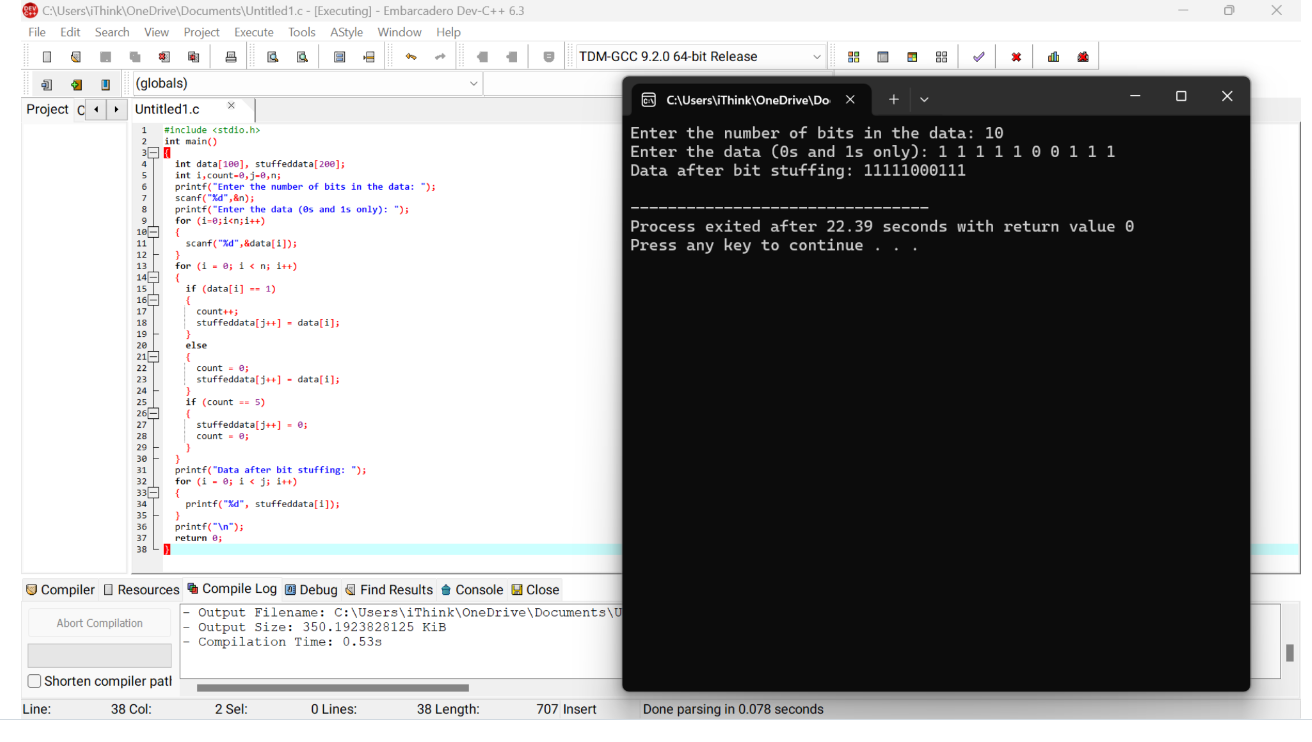 C:\Users\iThink\OneDrive\Documents\Untitled1.c - [Executing] - Embarcadero Dev-C++ 6.3
File Edit Search View Project Execute Tools AStyle Window Help
TDM-GCC 9.2.0 64-bit Release
(globals)
Project C
Untitled1.c
1 #include <stdio.h>
2 int main()
3 {
4 int data[100], stuffeddata[200];
5 int i,count=0,j=0,n;
6 printf("Enter the number of bits in the data: ");
7 scanf("%d",&n);
8 printf("Enter the data (0s and 1s only): ");
9 for (i=0;i<n;i++)
10 {
11 scanf("%d",&data[i]);
12 }
13 for (i = 0; i < n; i++)
14 {
15 if (data[i] == 1)
16 {
17 count++;
18 stuffeddata[j++] = data[i];
19 }
20 else
21 {
22 count = 0;
23 stuffeddata[j++] = data[i];
24 }
25 if (count == 5)
26 {
27 stuffeddata[j++] = 0;
28 count = 0;
29 }
30 }
31 printf("Data after bit stuffing: ");
32 for (i = 0; i < j; i++)
33 {
34 printf("%d", stuffeddata[i]);
35 }
36 printf("\n");
37 return 0;
38 }
C:\Users\iThink\OneDrive\Do
Enter the number of bits in the data: 10
Enter the data (0s and 1s only): 1 1 1 1 1 0 0 1 1 1
Data after bit stuffing: 11111000111
--------------------------------
Process exited after 22.39 seconds with return value 0
Press any key to continue . . .
Compiler Resources Compile Log Debug Find Results Console Close
Abort Compilation
Shorten compiler path
- Output Filename: C:\Users\iThink\OneDrive\Documents\U
- Output Size: 350.1923828125 KiB
- Compilation Time: 0.53s
Line: 38 Col: 2 Sel: 0 Lines: 38 Length: 707 Insert Done parsing in 0.078 seconds